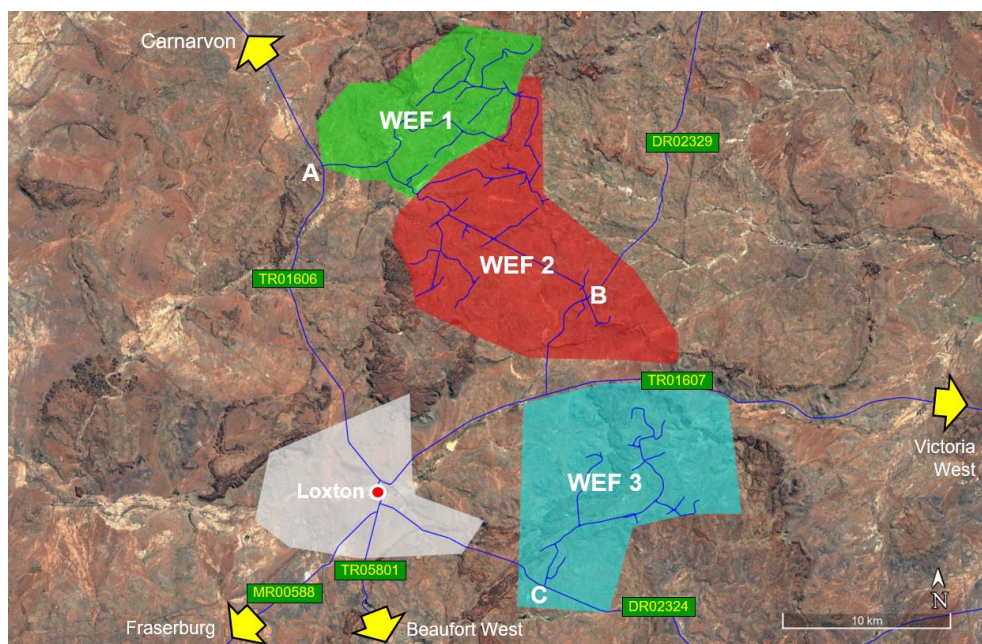 Carnarvon
WEF 1
DR02329
A
TR01606
WEF 2
B
TR01607
Victoria
West
Loxton
WEF 3
TR05801
MR00588
C
DR02324
N
10 km
Fraserburg
Beaufort West